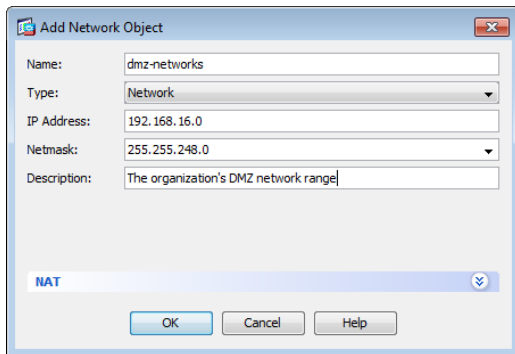 Add Network Object
Name: dmz-networks
Type: Network
IP Address: 192.168.16.0
Netmask: 255.255.248.0
Description: The organization's DMZ network range
NAT
OK Cancel Help